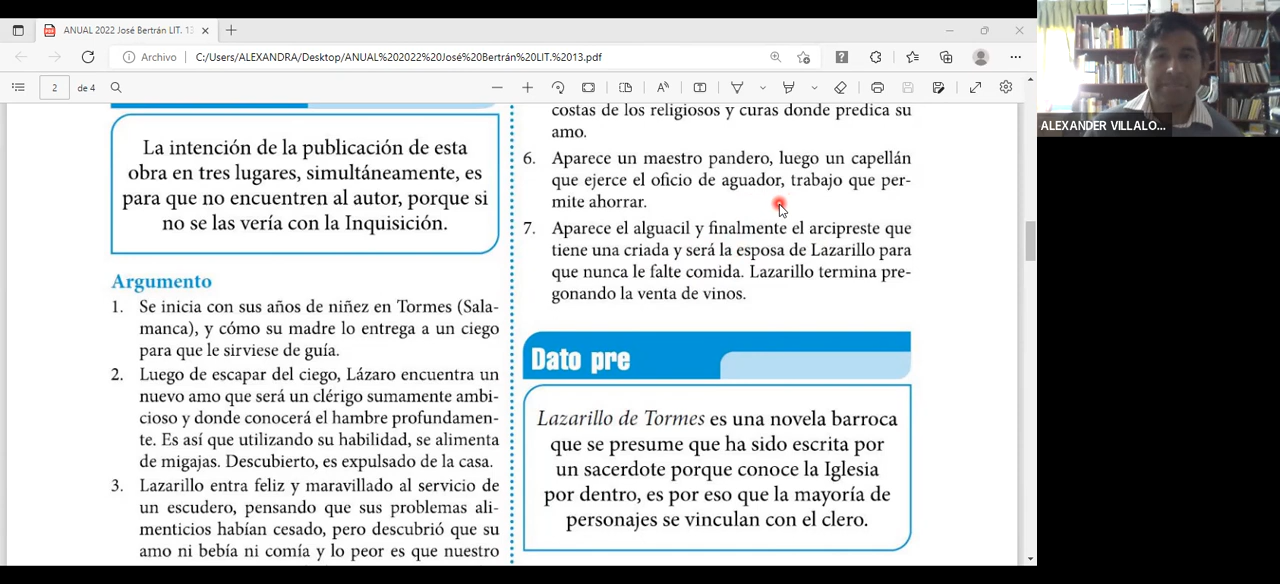 ANUAL 2022 José Bertrán LIT. 13
Archivo
C:/Users/ALEXANDRA/Desktop/ANUAL%202022%20José%20Bertrán%20LIT.%2013.pdf
2
de 4
ALEXANDER VILLALO...
La intención de la publicación de esta
obra en tres lugares, simultáneamente, es
para que no encuentren al autor, porque si
no se las vería con la Inquisición.
Argumento
1. Se inicia con sus años de niñez en Tormes (Sala-
manca), y cómo su madre lo entrega a un ciego
para que le sirviese de guía.
2. Luego de escapar del ciego, Lázaro encuentra un
nuevo amo que será un clérigo sumamente ambi-
cioso y donde conocerá el hambre profundamen-
te. Es así que utilizando su habilidad, se alimenta
de migajas. Descubierto, es expulsado de la casa.
3. Lazarillo entra feliz y maravillado al servicio de
un escudero, pensando que sus problemas ali-
menticios habían cesado, pero descubrió que su
amo ni bebía ni comía y lo peor es que nuestro
costas de los religiosos y curas donde predica su
amo.
6. Aparece un maestro pandero, luego un capellán
que ejerce el oficio de aguador, trabajo que per-
mite ahorrar.
7. Aparece el alguacil y finalmente el arcipreste que
tiene una criada y será la esposa de Lazarillo para
que nunca le falte comida. Lazarillo termina pre-
gonando la venta de vinos.
Dato pre
Lazarillo de Tormes es una novela barroca
que se presume que ha sido escrita por
un sacerdote porque conoce la Iglesia
por dentro, es por eso que la mayoría de
personajes se vinculan con el clero.